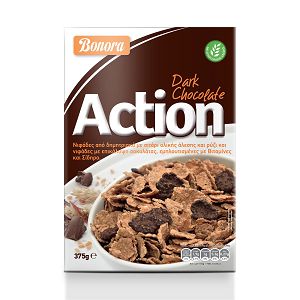 Bonora
Dark
Chocolate
Action
Νιφάδες από δημητριακά με σιτάρι ολικής άλεσης και ρύζι και
νιφάδες με επικάλυψη σοκολάτας, εμπλουτισμένες με Βιταμίνες
και Σίδηρο
375g e